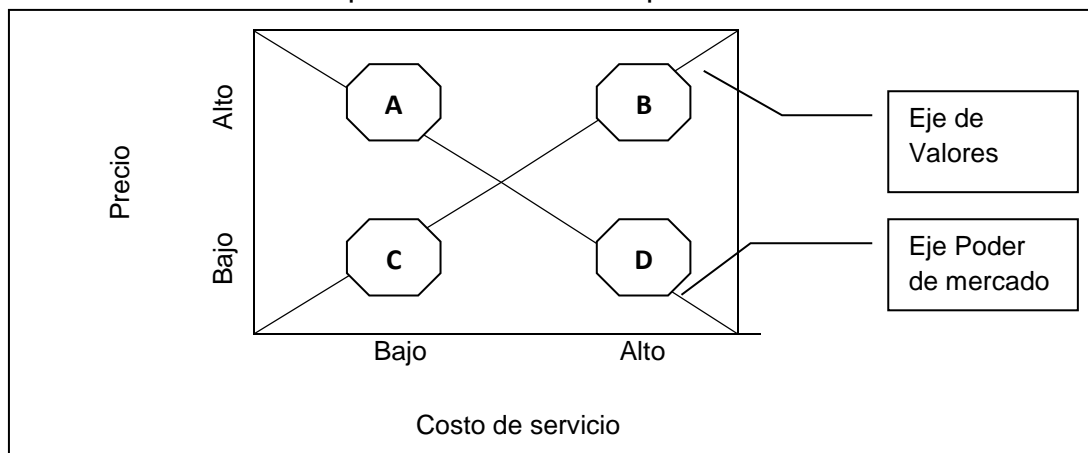 Alto
A
B
Eje de
Valores
Precio
Bajo
C
D
Eje Poder
de mercado
Bajo
Alto
Costo de servicio